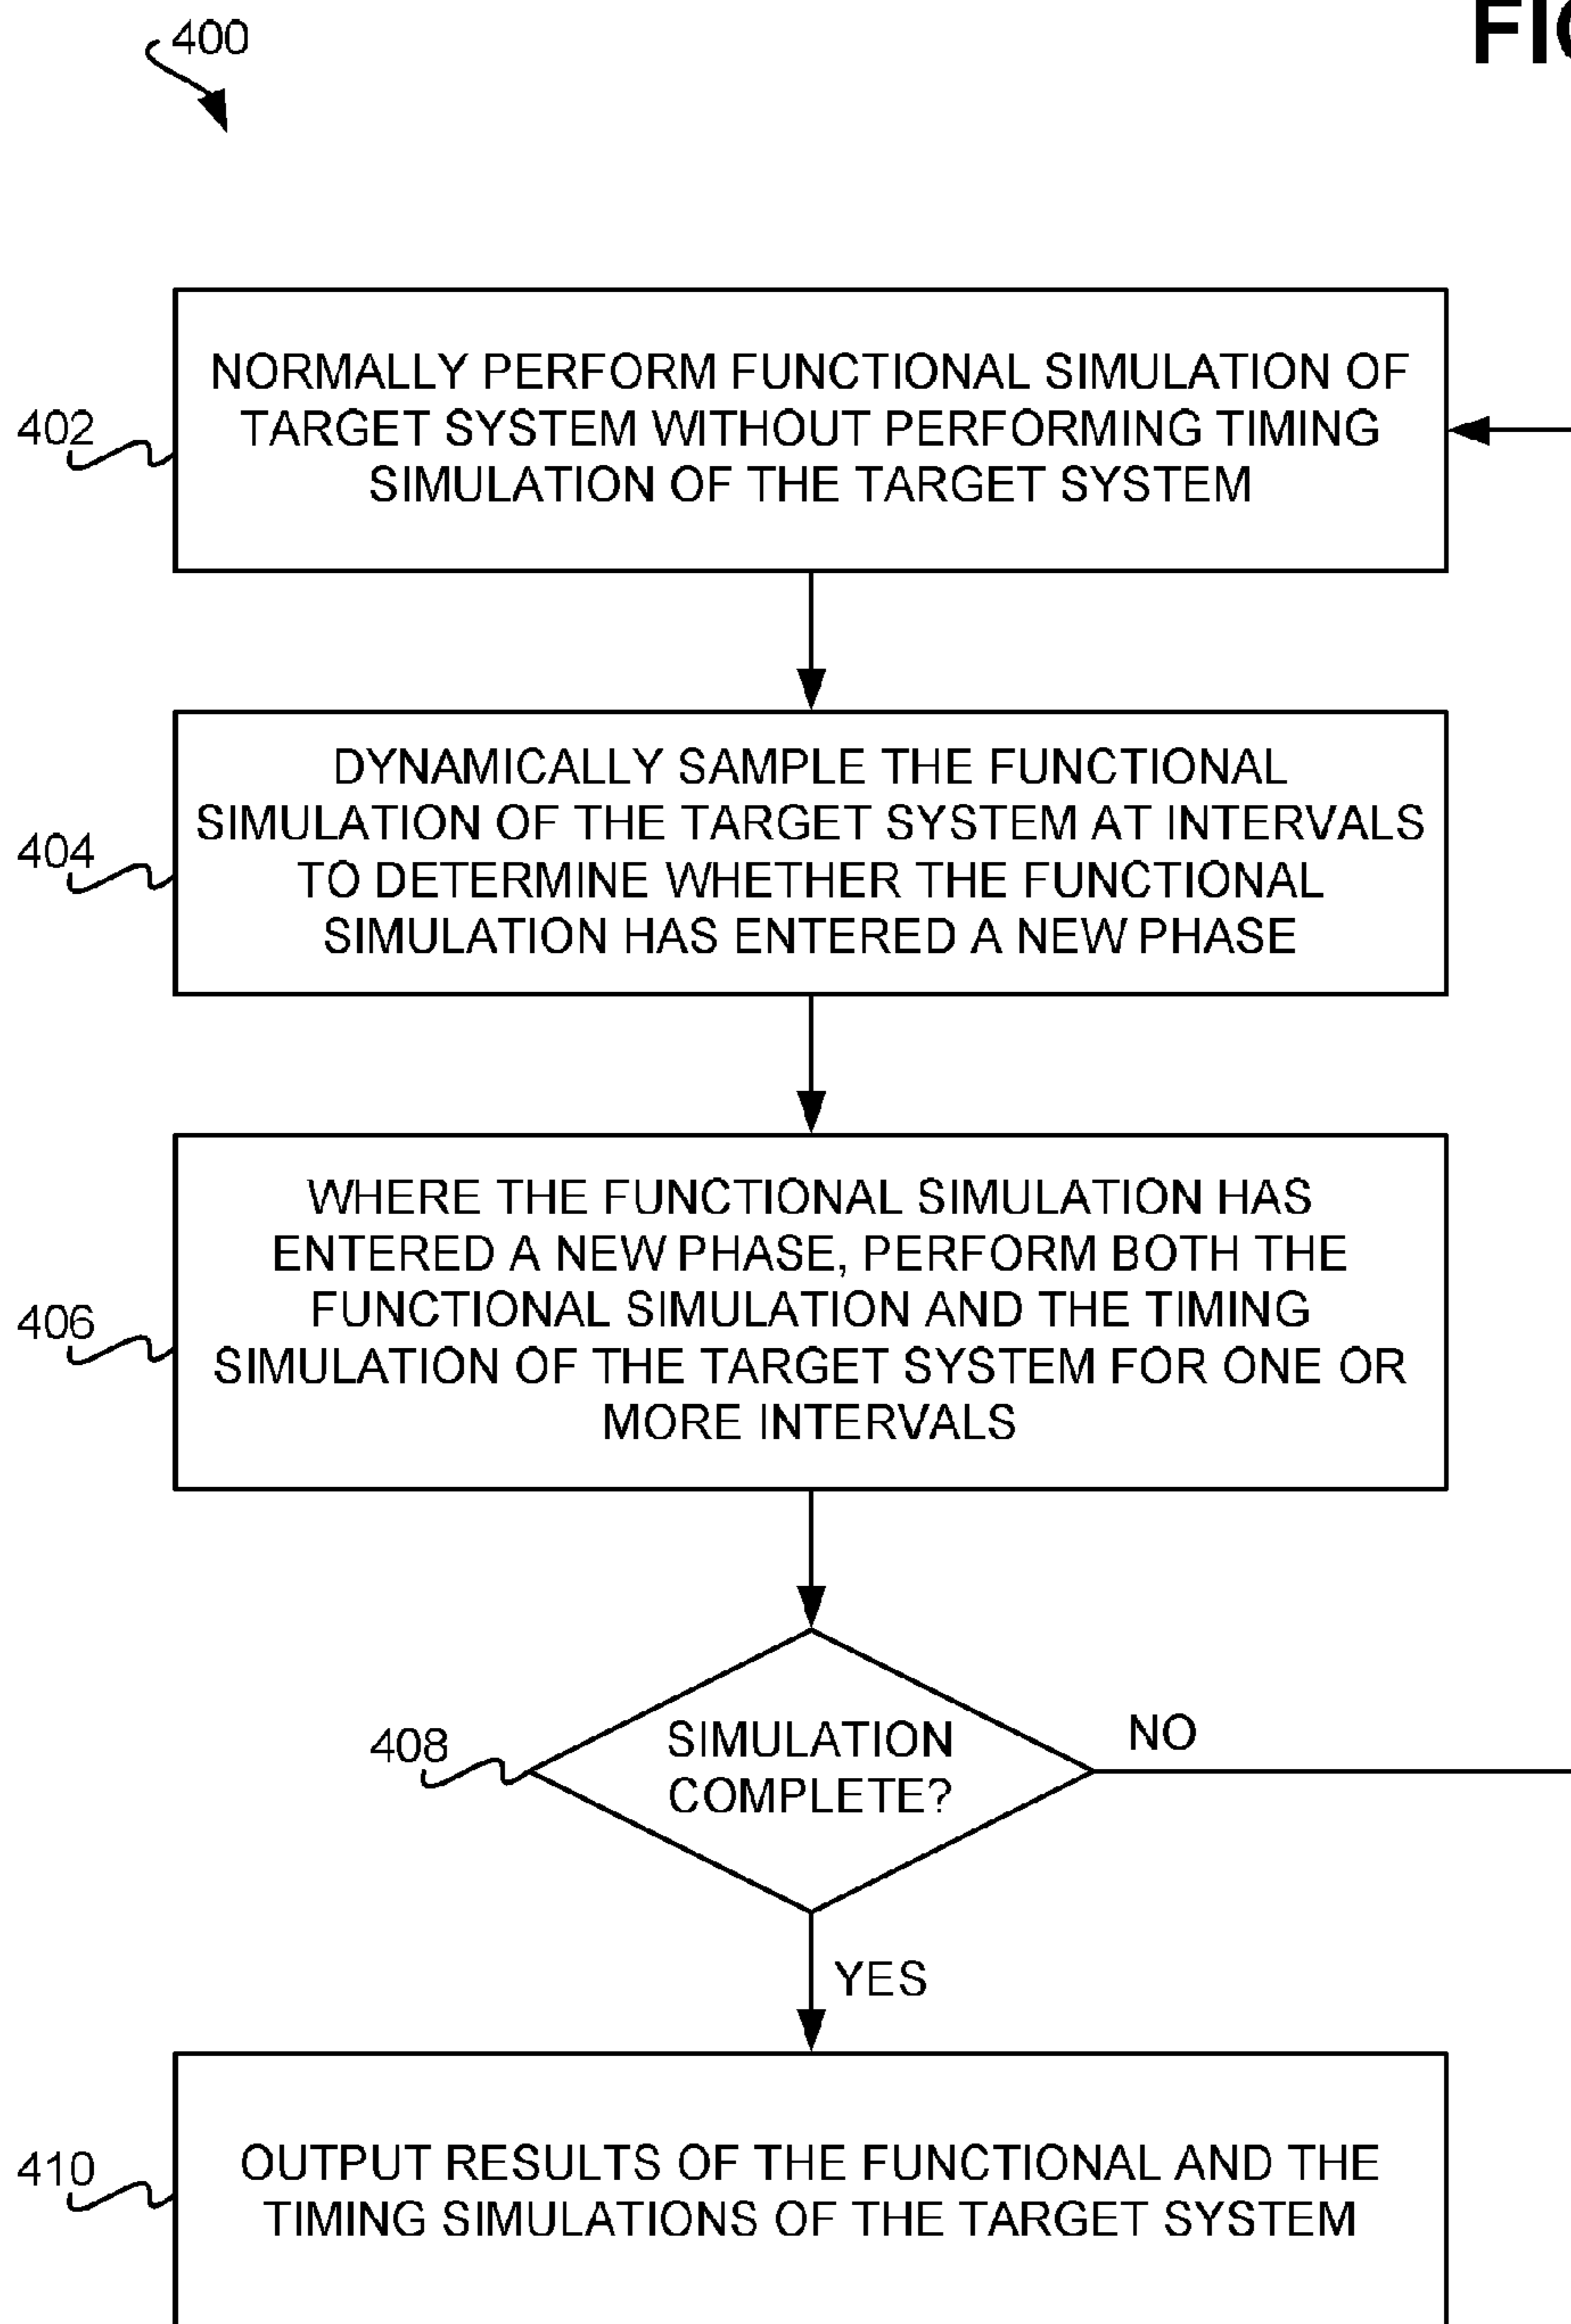 400
FIG
402
NORMALLY PERFORM FUNCTIONAL SIMULATION OF
TARGET SYSTEM WITHOUT PERFORMING TIMING
SIMULATION OF THE TARGET SYSTEM
404
DYNAMICALLY SAMPLE THE FUNCTIONAL
SIMULATION OF THE TARGET SYSTEM AT INTERVALS
TO DETERMINE WHETHER THE FUNCTIONAL
SIMULATION HAS ENTERED A NEW PHASE
406
WHERE THE FUNCTIONAL SIMULATION HAS
ENTERED A NEW PHASE, PERFORM BOTH THE
FUNCTIONAL SIMULATION AND THE TIMING
SIMULATION OF THE TARGET SYSTEM FOR ONE OR
MORE INTERVALS
408
SIMULATION
COMPLETE?
NO
YES
410
OUTPUT RESULTS OF THE FUNCTIONAL AND THE
TIMING SIMULATIONS OF THE TARGET SYSTEM